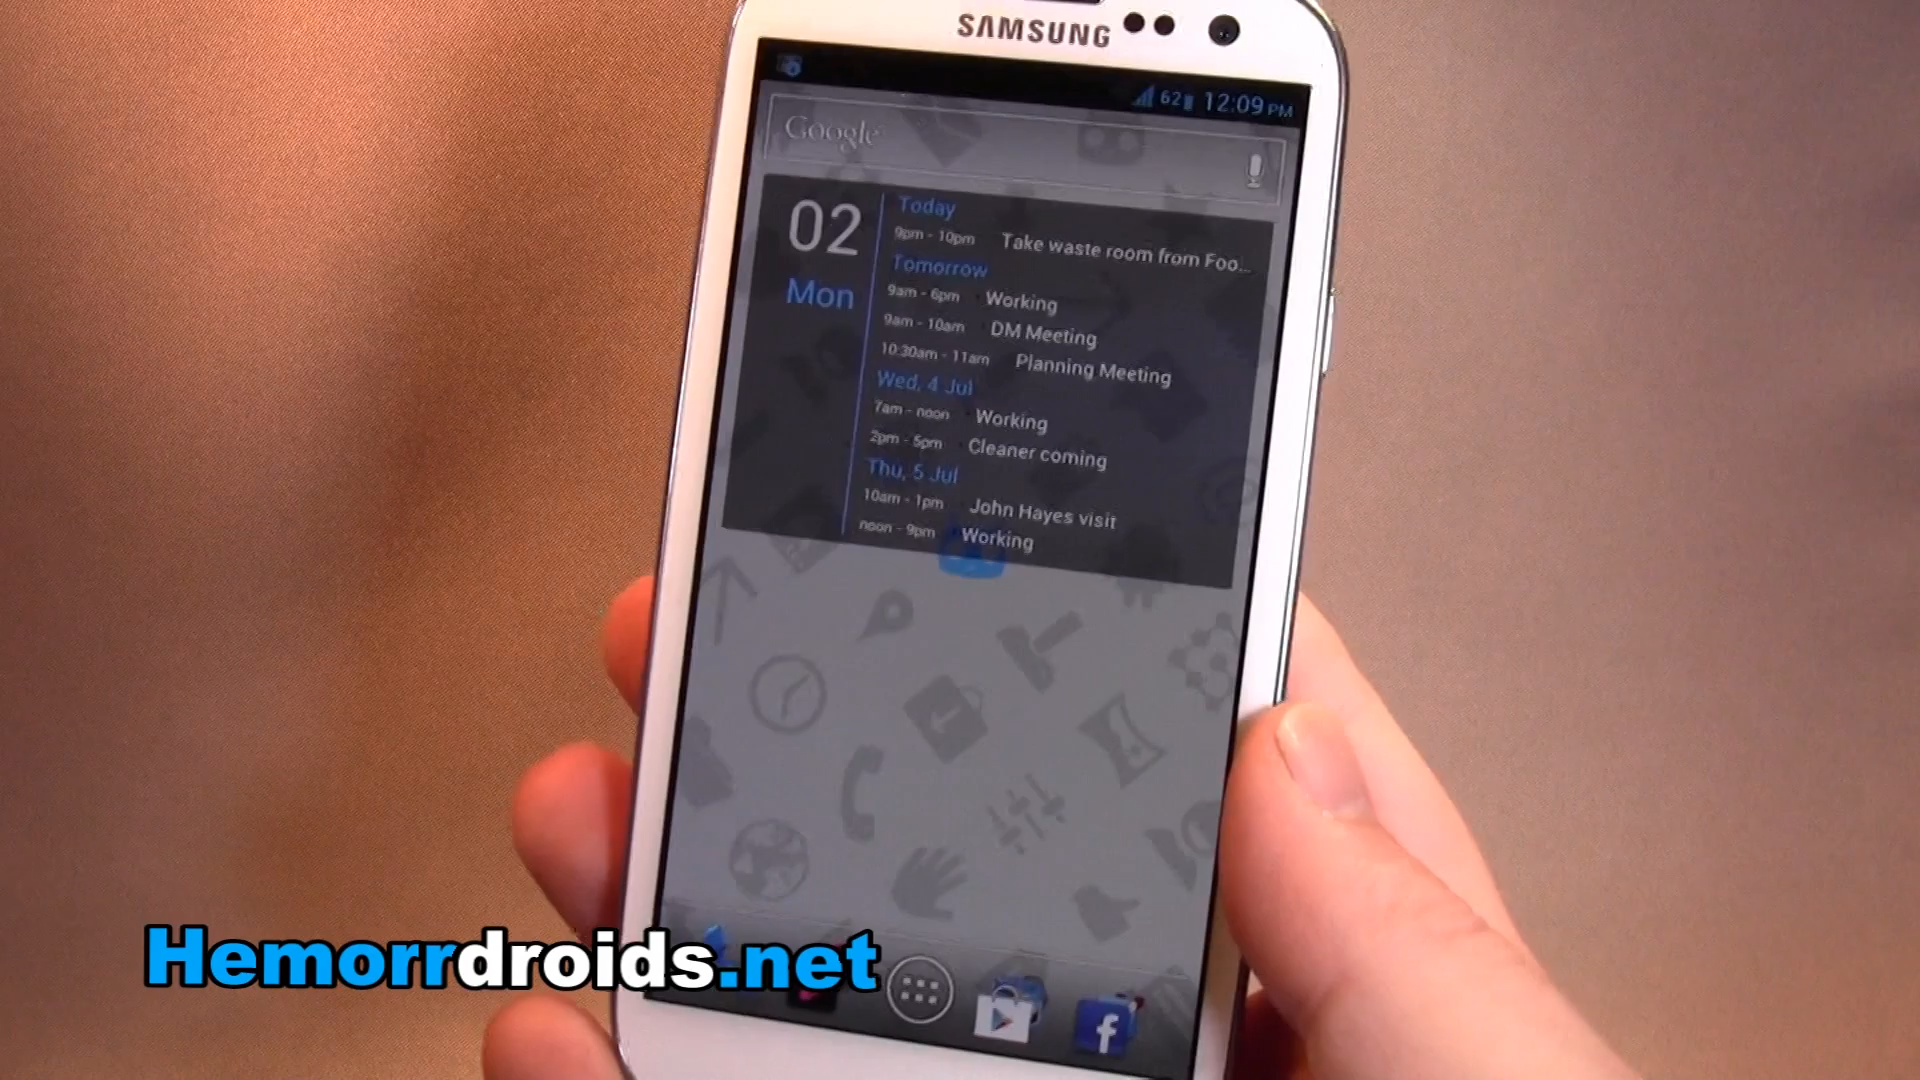 SAMSUNG
62 12:09 PM
Google
02
Mon
Today
9pm - 10pm Take waste room from Foo...
Tomorrow
9am - 6pm Working
9am - 10am DM Meeting
10:30am - 11am Planning Meeting
Wed, 4 Jul
7am - noon Working
2pm - 5pm Cleaner coming
Thu, 5 Jul
10am - 1pm John Hayes visit
noon - 9pm Working
Hemorrdroids.net
f